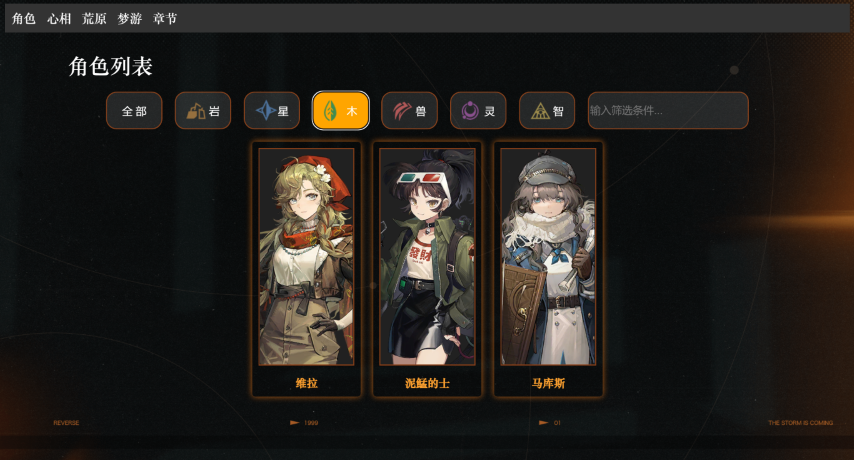 角色 心相 荒原 梦游 章节
角色列表
全部 岩 星 木 兽 灵 智 输入筛选条件...
發財
维拉 泥鯭的士 马库斯
REVERSE 1999 01 THE STORM IS COMING